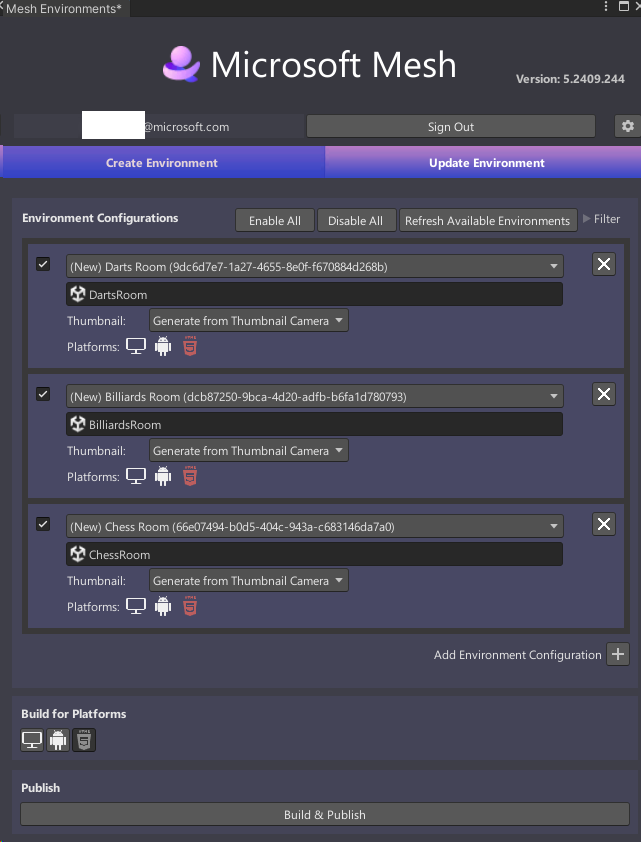 Mesh Environments*
Microsoft Mesh
Version: 5.2409.244
@microsoft.com
Sign Out
Create Environment
Update Environment
Environment Configurations
Enable All
Disable All
Refresh Available Environments
Filter
(New) Darts Room (9dc6d7e7-1a27-4655-8e0f-f670884d268b)
DartsRoom
Thumbnail: Generate from Thumbnail Camera
Platforms:
(New) Billiards Room (dcb87250-9bca-4d20-adfb-b6fa1d780793)
BilliardsRoom
Thumbnail: Generate from Thumbnail Camera
Platforms:
(New) Chess Room (66e07494-b0d5-404c-943a-c683146da7a0)
ChessRoom
Thumbnail: Generate from Thumbnail Camera
Platforms:
Add Environment Configuration
Build for Platforms
Publish
Build & Publish